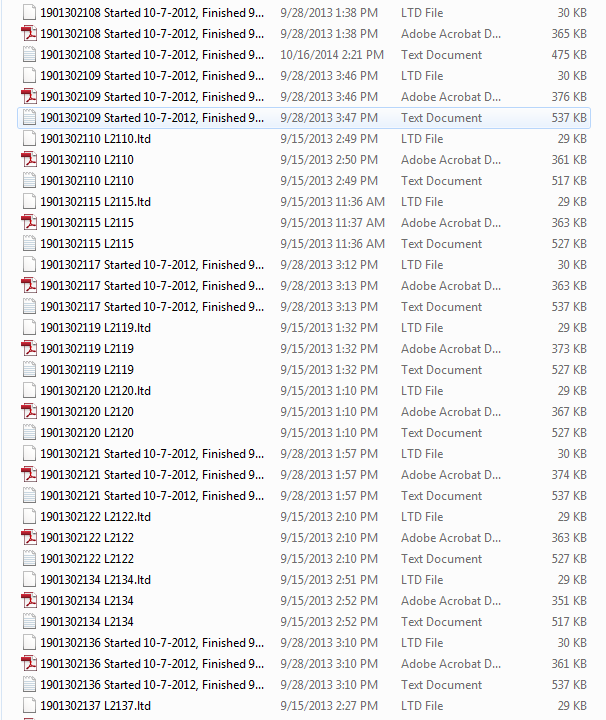 1901302108 Started 10-7-2012, Finished 9... 9/28/2013 1:38 PM LTD File 30 KB
1901302108 Started 10-7-2012, Finished 9... 9/28/2013 1:38 PM Adobe Acrobat D... 365 KB
1901302108 Started 10-7-2012, Finished 9... 10/16/2014 2:21 PM Text Document 475 KB
1901302109 Started 10-7-2012, Finished 9... 9/28/2013 3:46 PM LTD File 30 KB
1901302109 Started 10-7-2012, Finished 9... 9/28/2013 3:46 PM Adobe Acrobat D... 376 KB
1901302109 Started 10-7-2012, Finished 9... 9/28/2013 3:47 PM Text Document 537 KB
1901302110 L2110.ltd 9/15/2013 2:49 PM LTD File 29 KB
1901302110 L2110 9/15/2013 2:50 PM Adobe Acrobat D... 361 KB
1901302110 L2110 9/15/2013 2:49 PM Text Document 517 KB
1901302115 L2115.ltd 9/15/2013 11:36 AM LTD File 29 KB
1901302115 L2115 9/15/2013 11:37 AM Adobe Acrobat D... 363 KB
1901302115 L2115 9/15/2013 11:36 AM Text Document 527 KB
1901302117 Started 10-7-2012, Finished 9... 9/28/2013 3:12 PM LTD File 30 KB
1901302117 Started 10-7-2012, Finished 9... 9/28/2013 3:13 PM Adobe Acrobat D... 363 KB
1901302117 Started 10-7-2012, Finished 9... 9/28/2013 3:13 PM Text Document 537 KB
1901302119 L2119.ltd 9/15/2013 1:32 PM LTD File 29 KB
1901302119 L2119 9/15/2013 1:32 PM Adobe Acrobat D... 373 KB
1901302119 L2119 9/15/2013 1:32 PM Text Document 527 KB
1901302120 L2120.ltd 9/15/2013 1:10 PM LTD File 29 KB
1901302120 L2120 9/15/2013 1:10 PM Adobe Acrobat D... 367 KB
1901302120 L2120 9/15/2013 1:10 PM Text Document 527 KB
1901302121 Started 10-7-2012, Finished 9... 9/28/2013 1:57 PM LTD File 30 KB
1901302121 Started 10-7-2012, Finished 9... 9/28/2013 1:57 PM Adobe Acrobat D... 374 KB
1901302121 Started 10-7-2012, Finished 9... 9/28/2013 1:57 PM Text Document 537 KB
1901302122 L2122.ltd 9/15/2013 2:10 PM LTD File 29 KB
1901302122 L2122 9/15/2013 2:10 PM Adobe Acrobat D... 363 KB
1901302122 L2122 9/15/2013 2:10 PM Text Document 527 KB
1901302134 L2134.ltd 9/15/2013 2:51 PM LTD File 29 KB
1901302134 L2134 9/15/2013 2:52 PM Adobe Acrobat D... 351 KB
1901302134 L2134 9/15/2013 2:52 PM Text Document 517 KB
1901302136 Started 10-7-2012, Finished 9... 9/28/2013 3:10 PM LTD File 30 KB
1901302136 Started 10-7-2012, Finished 9... 9/28/2013 3:10 PM Adobe Acrobat D... 361 KB
1901302136 Started 10-7-2012, Finished 9... 9/28/2013 3:10 PM Text Document 537 KB
1901302137 L2137.ltd 9/15/2013 2:27 PM LTD File 29 KB